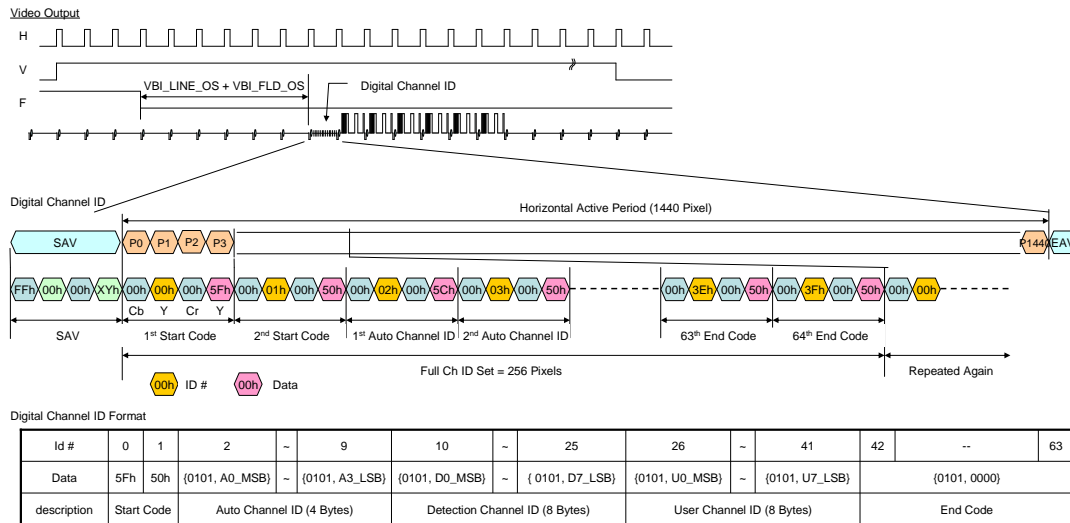 Video Output
H
V
VBI_LINE_OS + VBI_FLD_OS
Digital Channel ID
F
Digital Channel ID
Horizontal Active Period (1440 Pixel)
SAV P0 P1 P2 P3 P1440 EAV
FFh 00h 00h XYh 00h 00h 00h 5Fh 00h 01h 00h 50h 00h 02h 00h 5Ch 00h 03h 00h 50h 00h 3Eh 00h 50h 00h 3Fh 00h 50h 00h 00h
Cb Y Cr Y
SAV 1st Start Code 2nd Start Code 1st Auto Channel ID 2nd Auto Channel ID 63th End Code 64th End Code
Full Ch ID Set = 256 Pixels Repeated Again
00h ID # 00h Data
Digital Channel ID Format
Id # 0 1 2 ~ 9 10 ~ 25 26 ~ 41 42 -- 63
Data 5Fh 50h {0101, A0_MSB} ~ {0101, A3_LSB} {0101, D0_MSB} ~ { 0101, D7_LSB} {0101, U0_MSB} ~ {0101, U7_LSB} {0101, 0000}
description Start Code Auto Channel ID (4 Bytes) Detection Channel ID (8 Bytes) User Channel ID (8 Bytes) End Code